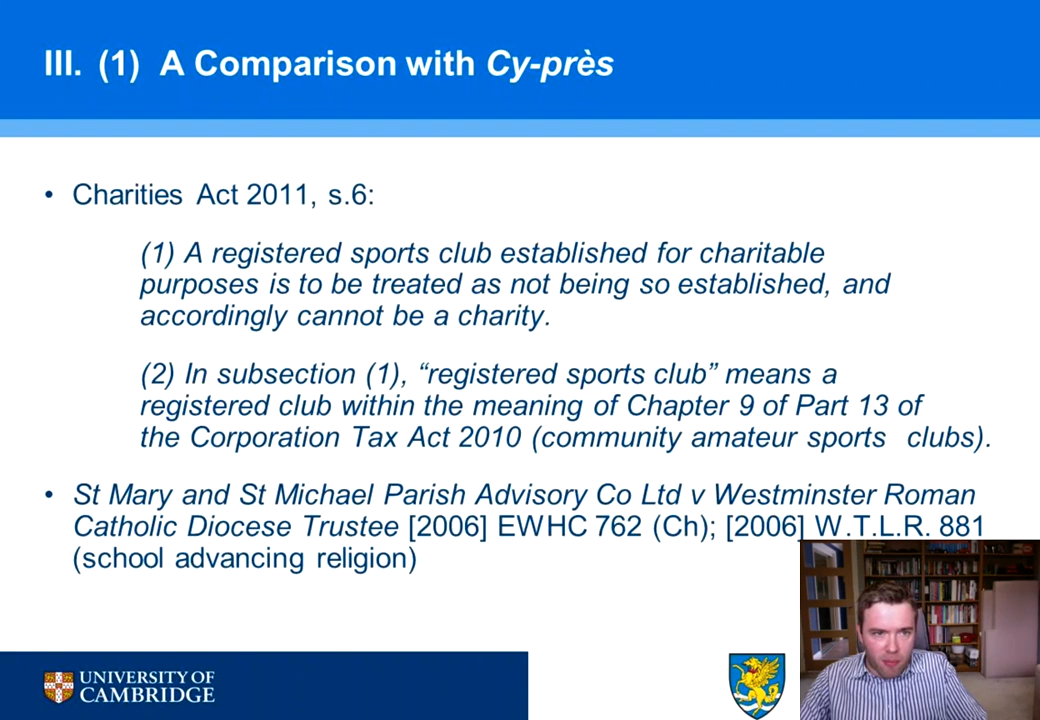 III. (1) A Comparison with Cy-près
• Charities Act 2011, s.6:
(1) A registered sports club established for charitable
purposes is to be treated as not being so established, and
accordingly cannot be a charity.
(2) In subsection (1), “registered sports club” means a
registered club within the meaning of Chapter 9 of Part 13 of
the Corporation Tax Act 2010 (community amateur sports clubs).
• St Mary and St Michael Parish Advisory Co Ltd v Westminster Roman
Catholic Diocese Trustee [2006] EWHC 762 (Ch); [2006] W.T.L.R. 881
(school advancing religion)
UNIVERSITY OF
CAMBRIDGE